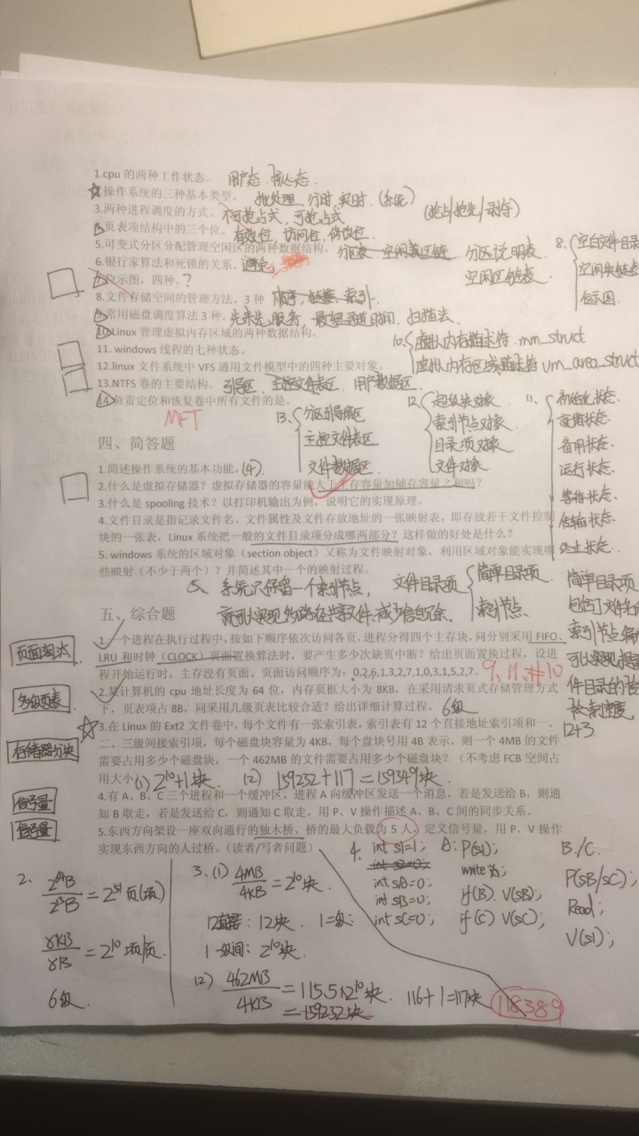 1.cpu 的两种工作状态。 用户态 核心态
☆操作系统的三种基本类型。 批处理、分时、实时（系统）
3.两种进程调度的方式。 不可抢占式、可抢占式 （抢占/抢先/剥夺）
页表项结构中的三个位。 有效位 访问位 修改位
5.可变式分区分配管理空闲区的两种数据结构。 分区说明表 空闲区链表
6.银行家算法和死锁的关系。 避免
位示图，四种。？
8.文件存储空间的管理方法，3 种 顺序，链接，索引
8. 空白文件目录 空闲块链表 位示图
常用磁盘调度算法 3 种。 先来先服务 最短寻道时间 扫描法
Linux 管理虚拟内存区域的两种数据结构。
10. 虚拟内存描述符 mm_struct
虚拟内存区域描述符 vm_area_struct
11. windows 线程的七种状态。
12.linux 文件系统中 VFS 通用文件模型中的四种主要对象。
13.NTFS 卷的主要结构。 引导区、主控文件表区、用户数据区
14.负责定位和恢复卷中所有文件的是。
MFT
13. 分区引导扇区 主控文件表区 文件数据区
12. 超级块对象 索引节点对象 目录项对象 文件对象
11. 初始化状态 就绪状态 备用状态 运行状态 等待状态 传输状态 终止状态
四、简答题
1.简述操作系统的基本功能。(4)
2.什么是虚拟存储器？虚拟存储器的容量能大于主存容量加辅存容量之和吗？
3.什么是 spooling 技术？以打印机输出为例，说明它的实现原理。
4.文件目录是指记录文件名、文件属性及文件存放地址的一张映射表，即存放若干文件控制
块的一张表，Linux 系统把一般的文件目录项分成哪两部分？这样做的好处是什么？
5. windows 系统的区域对象（section object）又称为文件映射对象，利用区域对象能实现哪
些映射（不少于两个）？并简述其中一个的映射过程。
系统只保留一个索引节点， 文件目录项 简单目录项
就可以实现多路径共享文件，减少信息冗余。 索引节点
简单目录项
包含了文件名
五、综合题
1.一个进程在执行过程中，按如下顺序依次访问各页，进程分得四个主存块，问分别采用 FIFO、
LRU 和时钟（CLOCK）页面置换算法时，要产生多少次缺页中断？给出页面置换过程，设进
程开始运行时，主存没有页面。页面访问顺序为：0,2,6,1,3,2,7,1,0,3,1,5,2,7。
9, 11, 10
2.某计算机的 cpu 地址长度为 64 位，内存页框大小为 8KB，在采用请求页式存储管理方式
下，页表项占 8B，问采用几级页表比较合适？给出详细计算过程。 6级
3.在 Linux 的 Ext2 文件卷中，每个文件有一张索引表，索引表有 12 个直接地址索引项和一、
二、三级间接索引项，每个磁盘块容量为 4KB，每个盘块号用 4B 表示，则一个 4MB 的文件
需要占用多少个磁盘块，一个 462MB 的文件需要占用多少个磁盘块？（不考虑 FCB 空间占
用大小） (1) 2^10+1块 (2) 159232+117=159349块
12+3.
4.有 A、B、C 三个进程和一个缓冲区，进程 A 向缓冲区发送一个消息，若是发送给 B，则通
知 B 取走，若是发送给 C，则通知 C 取走，用 P、V 操作描述 A、B、C 间的同步关系。
5.东西方向架设一座双向通行的独木桥，桥的最大负载为 5 人，定义信号量，用 P、V 操作
实现东西方向的人过桥。（读者/写者问题）
页面淘汰
多级页表
存储器分块
信号量
信号量
2. 2^64B/2^13B=2^51页(项)
8KB/8B=2^10项/页
6级
3.(1) 4MB/4KB=2^10块
12直接：12块
1一级间：2^10块
(2) 462MB/4KB=115.5×2^10块
=159232块
116+1=117块
118389
4. int s1=1;
int sA=0;
int sB=0;
int sC=0;
A: P(s1);
write
if(B) V(SB);
if(C) V(SC);
B/C.
P(SB/SC);
Read;
V(S1);